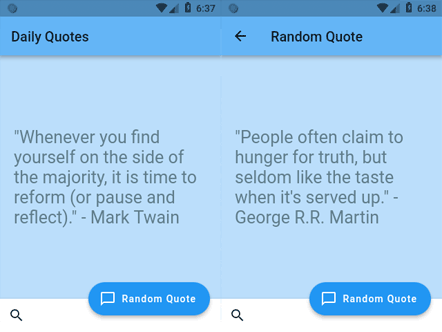 6:37
Daily Quotes
"Whenever you find
yourself on the side of
the majority, it is time to
reform (or pause and
reflect)." - Mark Twain
Random Quote
6:38
Random Quote
"People often claim to
hunger for truth, but
seldom like the taste
when it's served up." -
George R.R. Martin
Random Quote